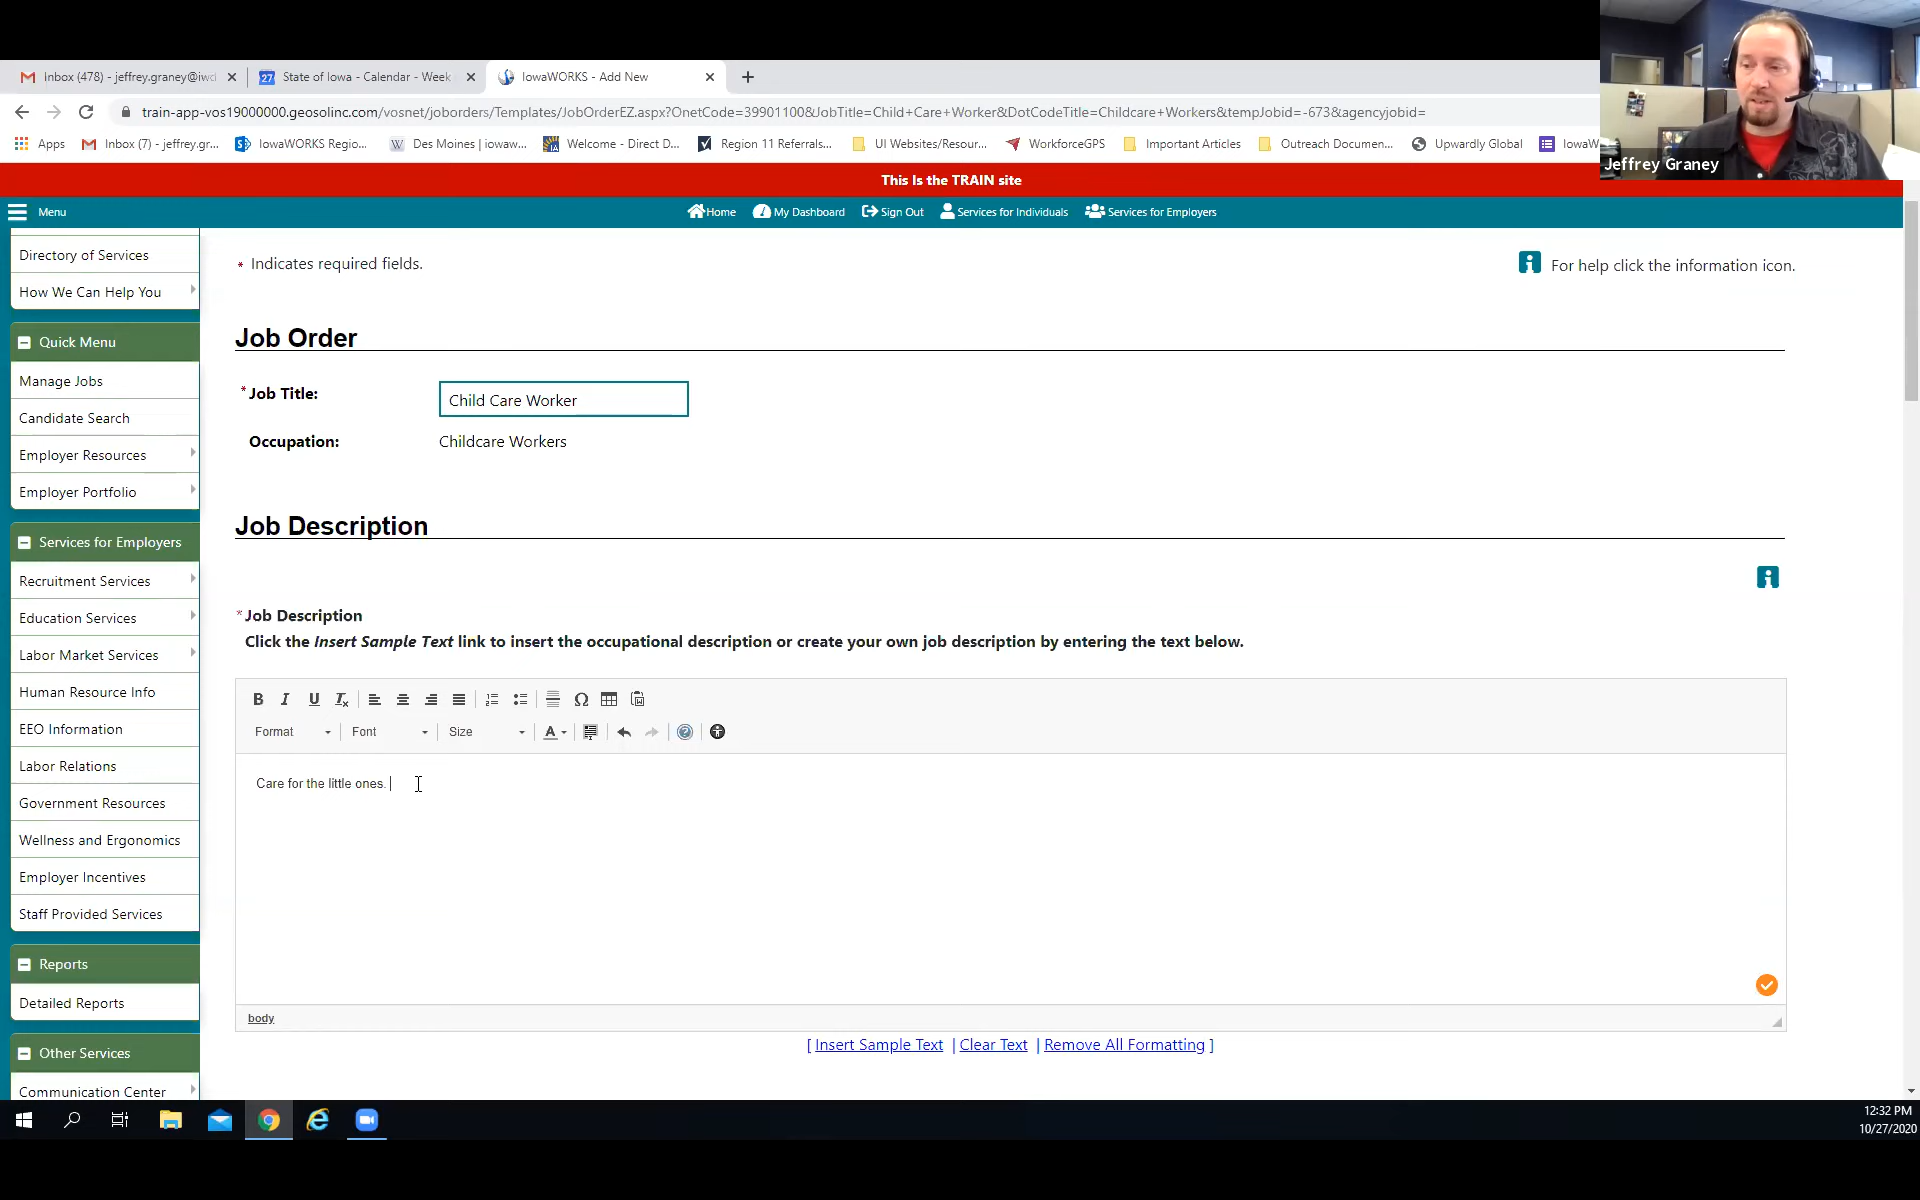 Inbox (478) - jeffrey.graney@iwd
State of Iowa - Calendar - Week
IowaWORKS - Add New
train-app-vos19000000.geosolinc.com/vosnet/joborders/Templates/JobOrderEZ.aspx?OnetCode=39901100&JobTitle=Child+Care+Worker&DotCodeTitle=Childcare+Workers&tempJobid=-673&agencyjobid=
Apps
Inbox (7) - jeffrey.gr...
IowaWORKS Regio...
Des Moines | iowaw...
Welcome - Direct D...
Region 11 Referrals...
UI Websites/Resour...
WorkforceGPS
Important Articles
Outreach Documen...
Upwardly Global
IowaW
Jeffrey Graney
This Is the TRAIN site
Menu
Home
My Dashboard
Sign Out
Services for Individuals
Services for Employers
Directory of Services
How We Can Help You
Quick Menu
Manage Jobs
Candidate Search
Employer Resources
Employer Portfolio
Services for Employers
Recruitment Services
Education Services
Labor Market Services
Human Resource Info
EEO Information
Labor Relations
Government Resources
Wellness and Ergonomics
Employer Incentives
Staff Provided Services
Reports
Detailed Reports
Other Services
Communication Center
* Indicates required fields.
For help click the information icon.
Job Order
* Job Title:
Child Care Worker
Occupation:
Childcare Workers
Job Description
* Job Description
Click the Insert Sample Text link to insert the occupational description or create your own job description by entering the text below.
Format
Font
Size
Care for the little ones.
body
[ Insert Sample Text | Clear Text | Remove All Formatting ]
12:32 PM
10/27/2020